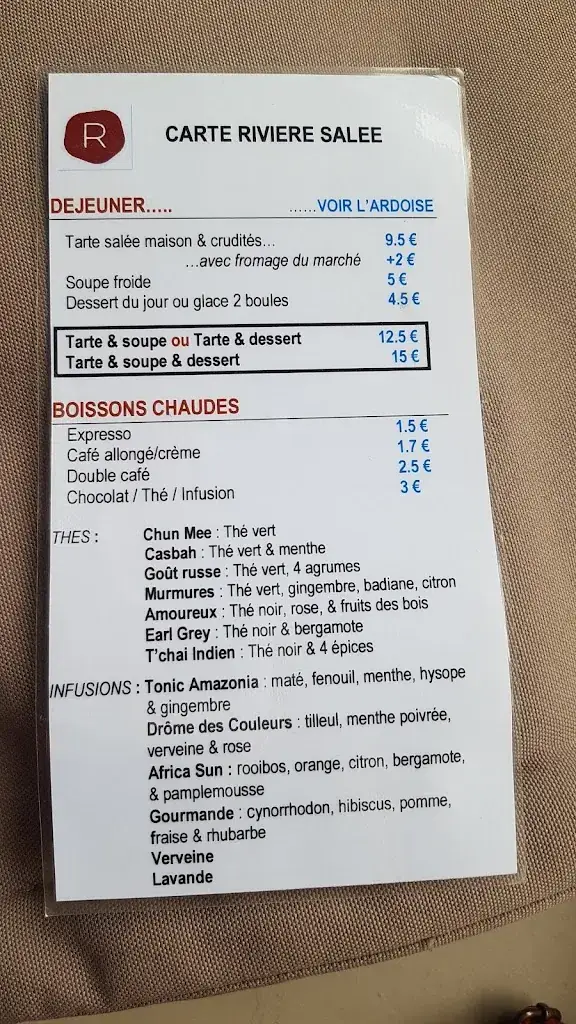 R
CARTE RIVIERE SALEE
DEJEUNER..... ......VOIR L'ARDOISE
Tarte salée maison & crudités... 9.5 €
...avec fromage du marché +2 €
Soupe froide 5 €
Dessert du jour ou glace 2 boules 4.5 €
Tarte & soupe ou Tarte & dessert 12.5 €
Tarte & soupe & dessert 15 €
BOISSONS CHAUDES
Expresso 1.5 €
Café allongé/crème 1.7 €
Double café 2.5 €
Chocolat / Thé / Infusion 3 €
THES : Chun Mee : Thé vert
Casbah : Thé vert & menthe
Goût russe : Thé vert, 4 agrumes
Murmures : Thé vert, gingembre, badiane, citron
Amoureux : Thé noir, rose, & fruits des bois
Earl Grey : Thé noir & bergamote
T'chai Indien : Thé noir & 4 épices
INFUSIONS : Tonic Amazonia : maté, fenouil, menthe, hysope
& gingembre
Drôme des Couleurs : tilleul, menthe poivrée,
verveine & rose
Africa Sun : rooibos, orange, citron, bergamote,
& pamplemousse
Gourmande : cynorrhodon, hibiscus, pomme,
fraise & rhubarbe
Verveine
Lavande